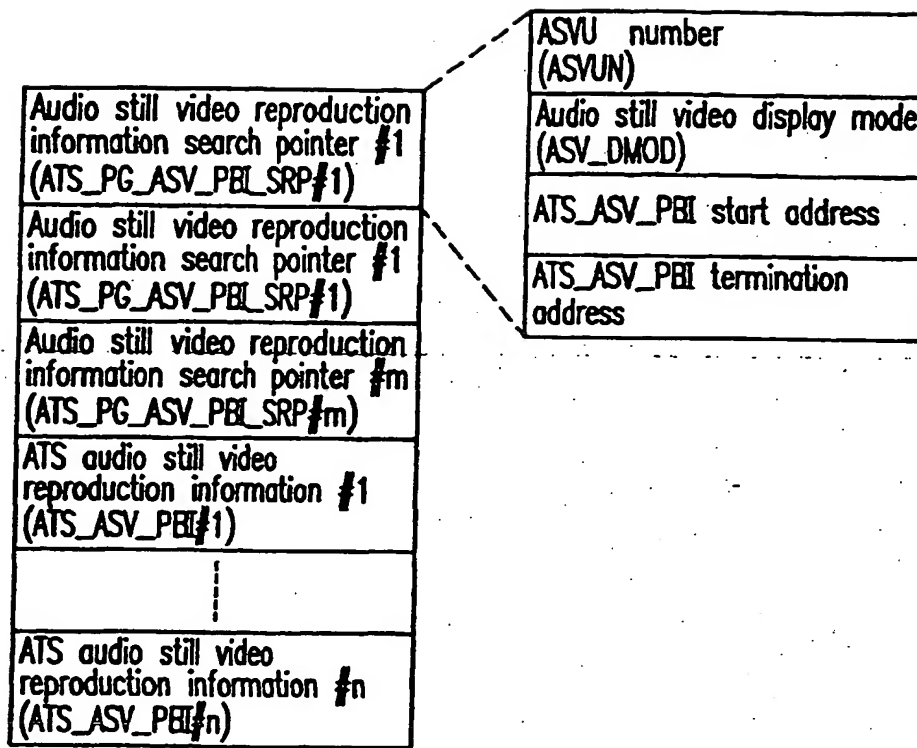 Audio still video reproduction
information search pointer #1
(ATS_PG_ASV_PBI_SRP#1)
Audio still video reproduction
information search pointer #1
(ATS_PG_ASV_PBI_SRP#1)
Audio still video reproduction
information search pointer #m
(ATS_PG_ASV_PBI_SRP#m)
ATS audio still video
reproduction information #1
(ATS_ASV_PBI#1)
ATS audio still video
reproduction information #n
(ATS_ASV_PBI#n)
ASVU number
(ASVUN)
Audio still video display mode
(ASV_DMOD)
ATS_ASV_PBI start address
ATS_ASV_PBI termination
address